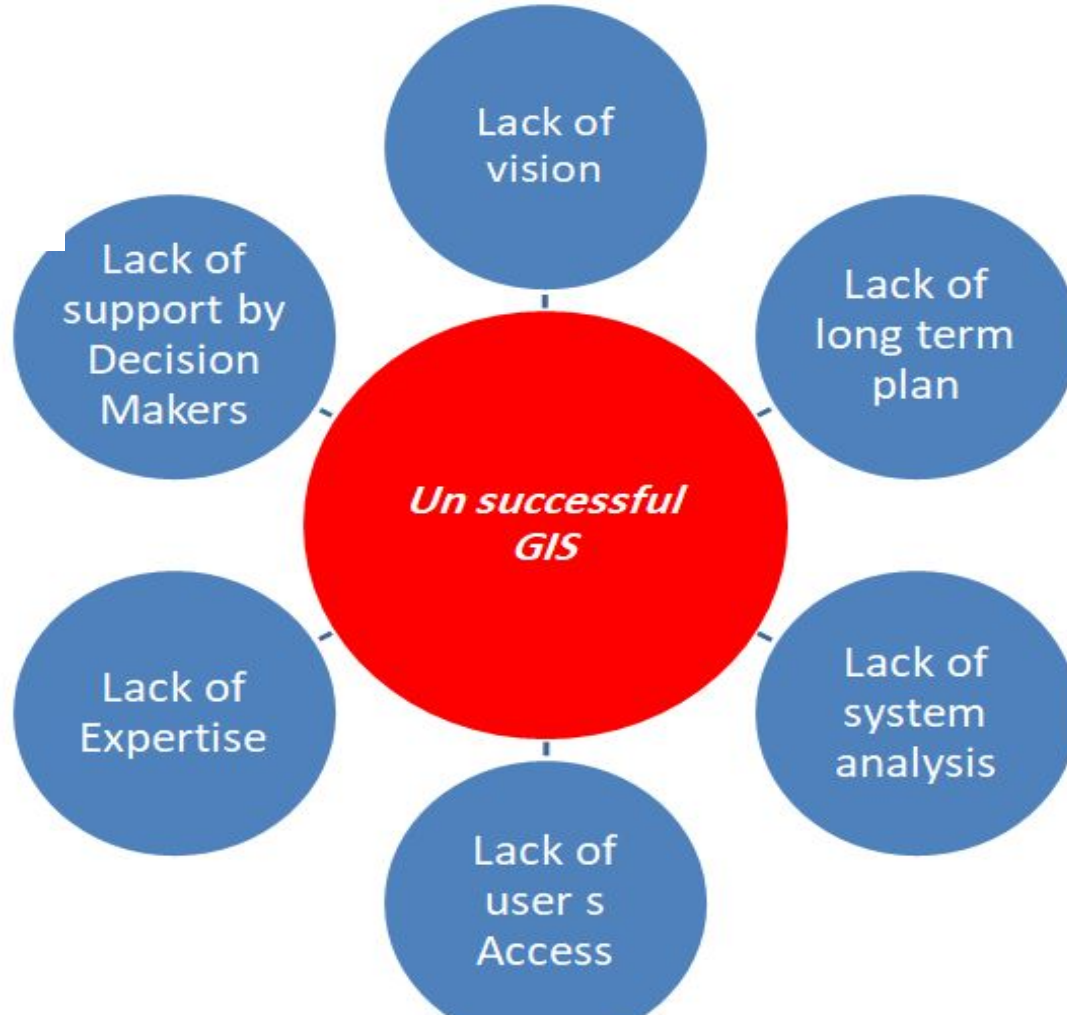 Lack of
vision
Lack of
support by
Decision
Makers
Lack of
long term
plan
Un successful
GIS
Lack of
Expertise
Lack of
system
analysis
Lack of
user s
Access